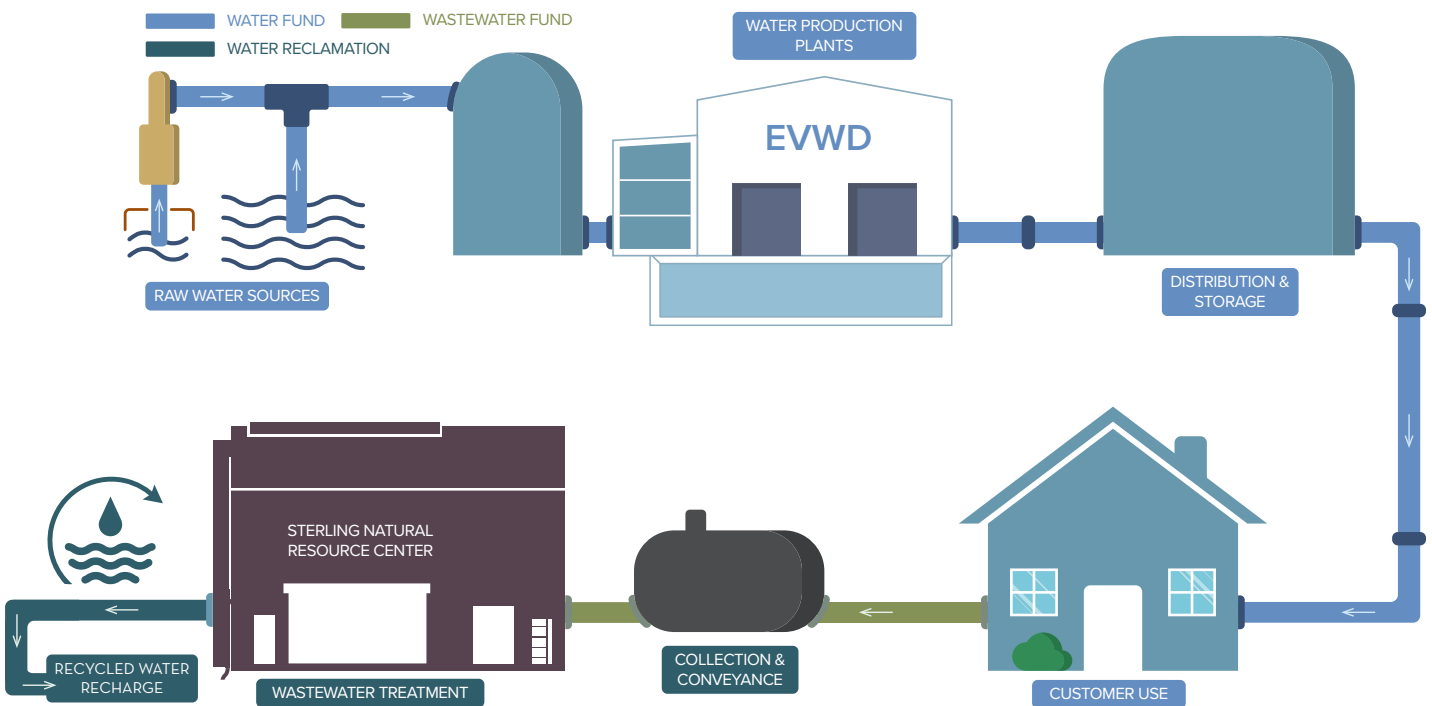 WATER FUND
WASTEWATER FUND
WATER RECLAMATION
WATER PRODUCTION
PLANTS
EVWD
RAW WATER SOURCES
DISTRIBUTION &
STORAGE
STERLING NATURAL
RESOURCE CENTER
RECYCLED WATER
RECHARGE
WASTEWATER TREATMENT
COLLECTION &
CONVEYANCE
CUSTOMER USE